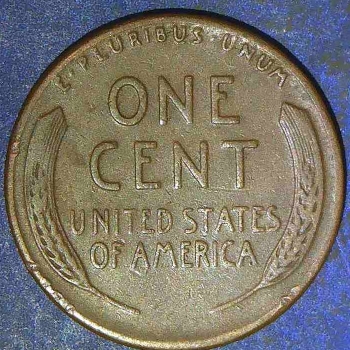 E PLURIBUS UNUM
ONE
CENT
UNITED STATES
OF AMERICA